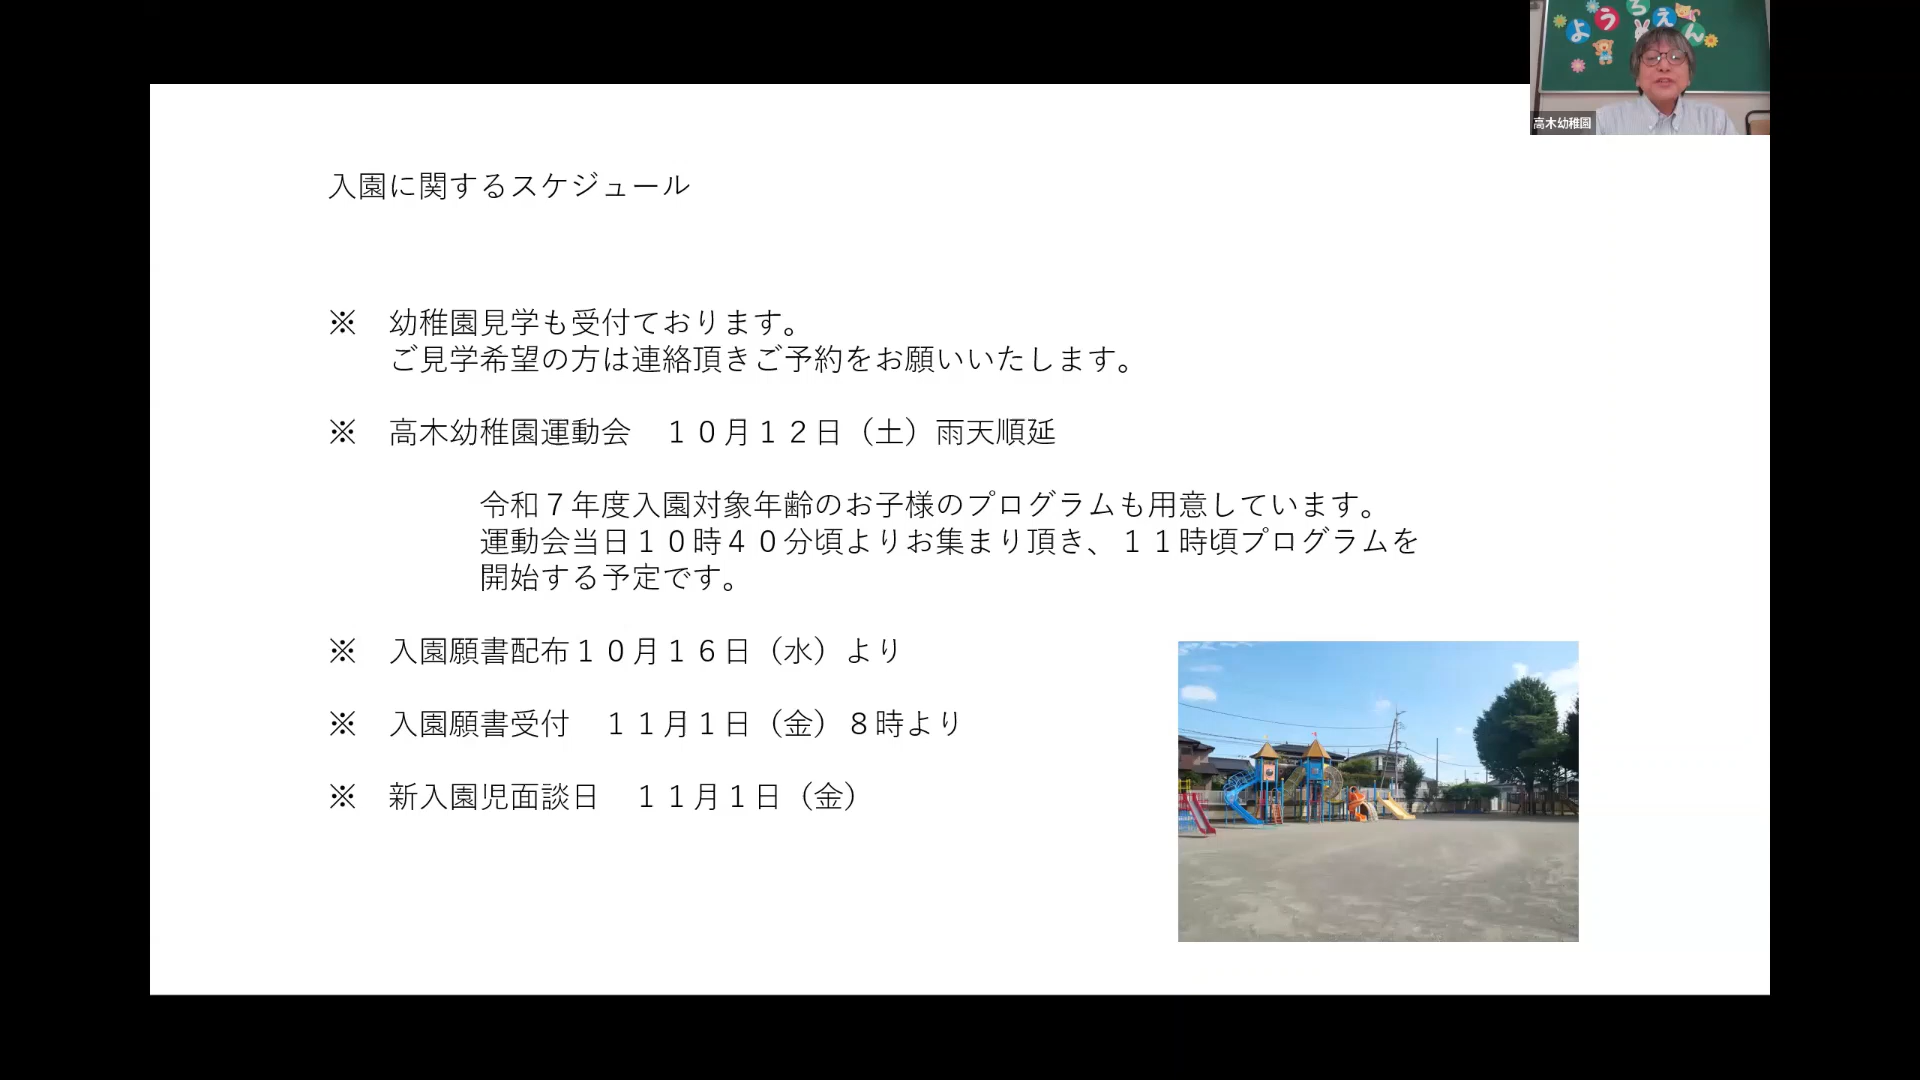 ようちえん
高木幼稚園
入園に関するスケジュール
※　幼稚園見学も受付ております。
ご見学希望の方は連絡頂きご予約をお願いいたします。
※　高木幼稚園運動会　１０月１２日（土）雨天順延
令和７年度入園対象年齢のお子様のプログラムも用意しています。
運動会当日１０時４０分頃よりお集まり頂き、１１時頃プログラムを
開始する予定です。
※　入園願書配布１０月１６日（水）より
※　入園願書受付　１１月１日（金）８時より
※　新入園児面談日　１１月１日（金）